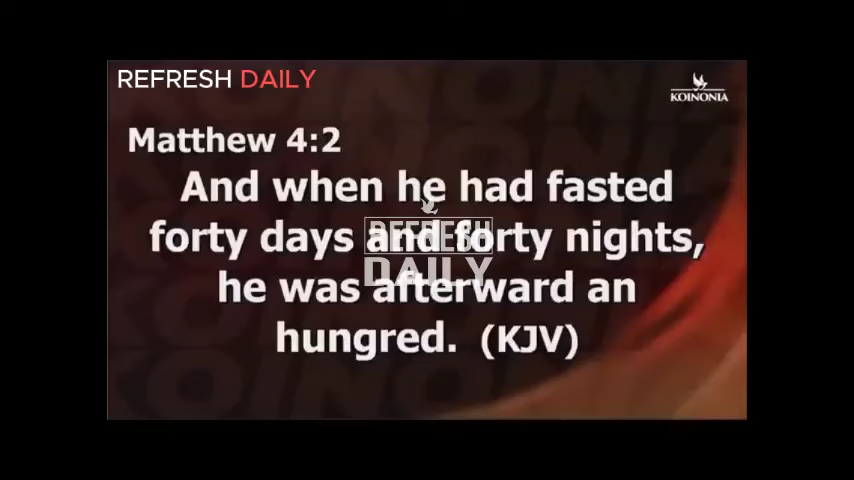 REFRESH DAILY
KOINONIA
Matthew 4:2
And when he had fasted
forty days and forty nights,
he was afterward an
hungred. (KJV)
REFRESH
DAILY